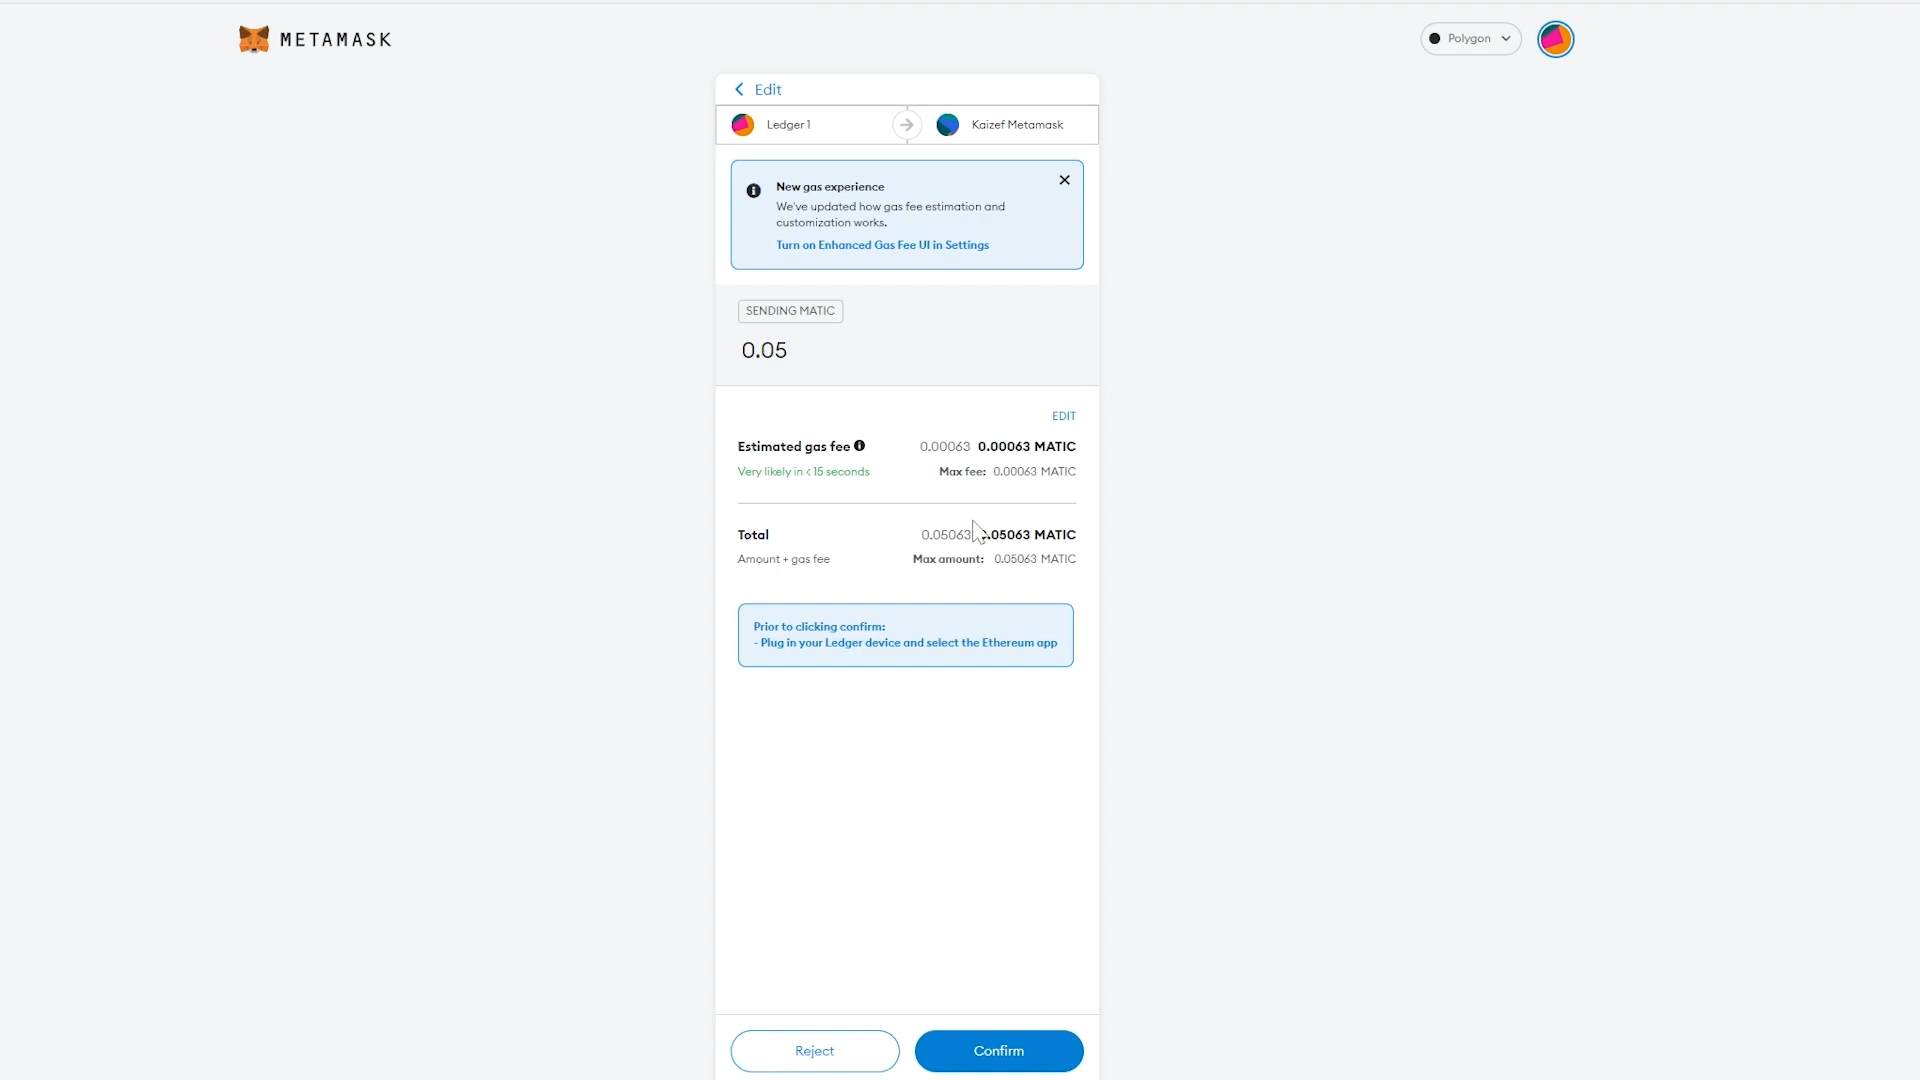 METAMASK
Polygon
Edit
Ledger 1
Kaizef Metamask
New gas experience
We've updated how gas fee estimation and
customization works.
Turn on Enhanced Gas Fee UI in Settings
SENDING MATIC
0.05
EDIT
Estimated gas fee 0.00063 0.00063 MATIC
Very likely in < 15 seconds Max fee: 0.00063 MATIC
Total 0.05063 .05063 MATIC
Amount + gas fee Max amount: 0.05063 MATIC
Prior to clicking confirm:
- Plug in your Ledger device and select the Ethereum app
Reject
Confirm